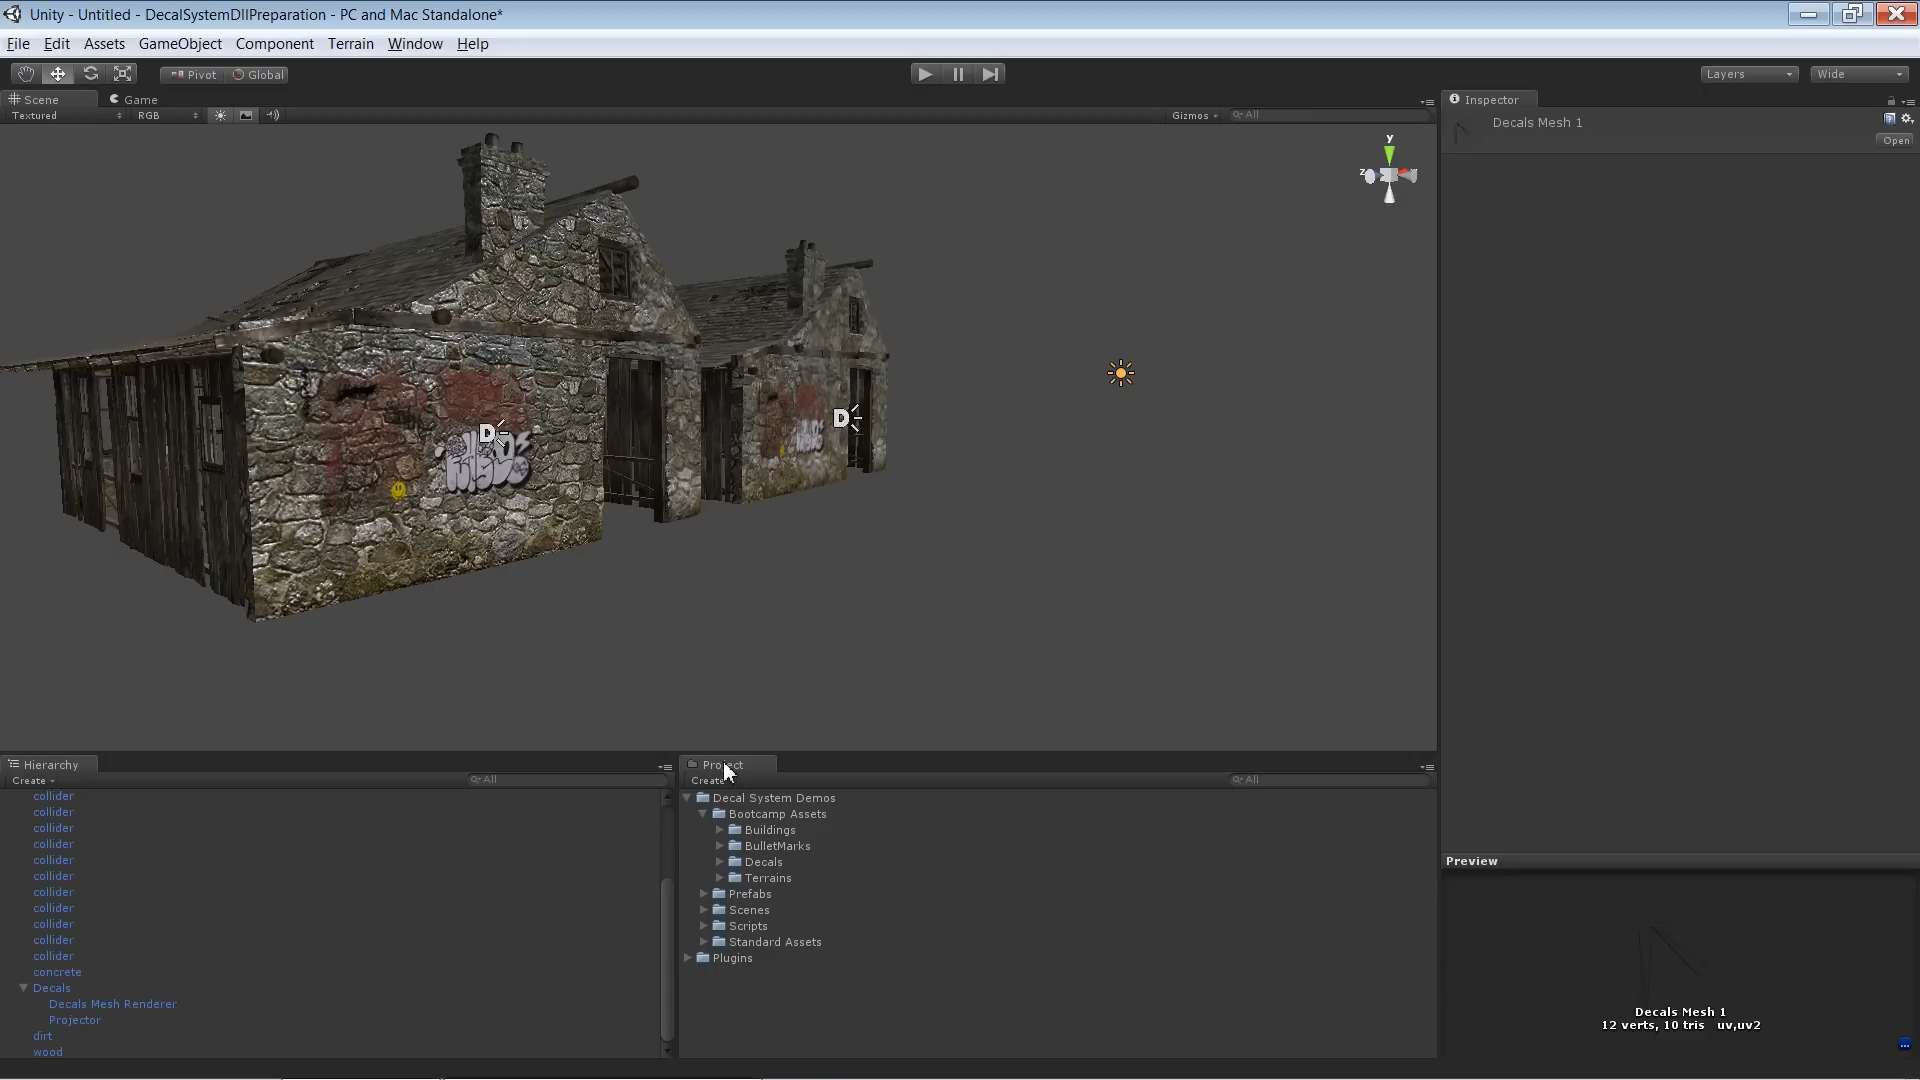 Unity - Untitled - DecalSystemDllPreparation - PC and Mac Standalone*
File Edit Assets GameObject Component Terrain Window Help
Pivot Global Layers Wide
Scene Game Inspector
Textured RGB Gizmos All
Decals Mesh 1
Open
y
z
D
D
Hierarchy Project
Create All Create All
collider
collider
collider
collider
collider
collider
collider
collider
collider
collider
collider
concrete
Decals
Decals Mesh Renderer
Projector
dirt
wood
Decal System Demos
Bootcamp Assets
Buildings
BulletMarks
Decals
Terrains
Prefabs
Scenes
Scripts
Standard Assets
Plugins
Preview
Decals Mesh 1
12 verts, 10 tris uv,uv2